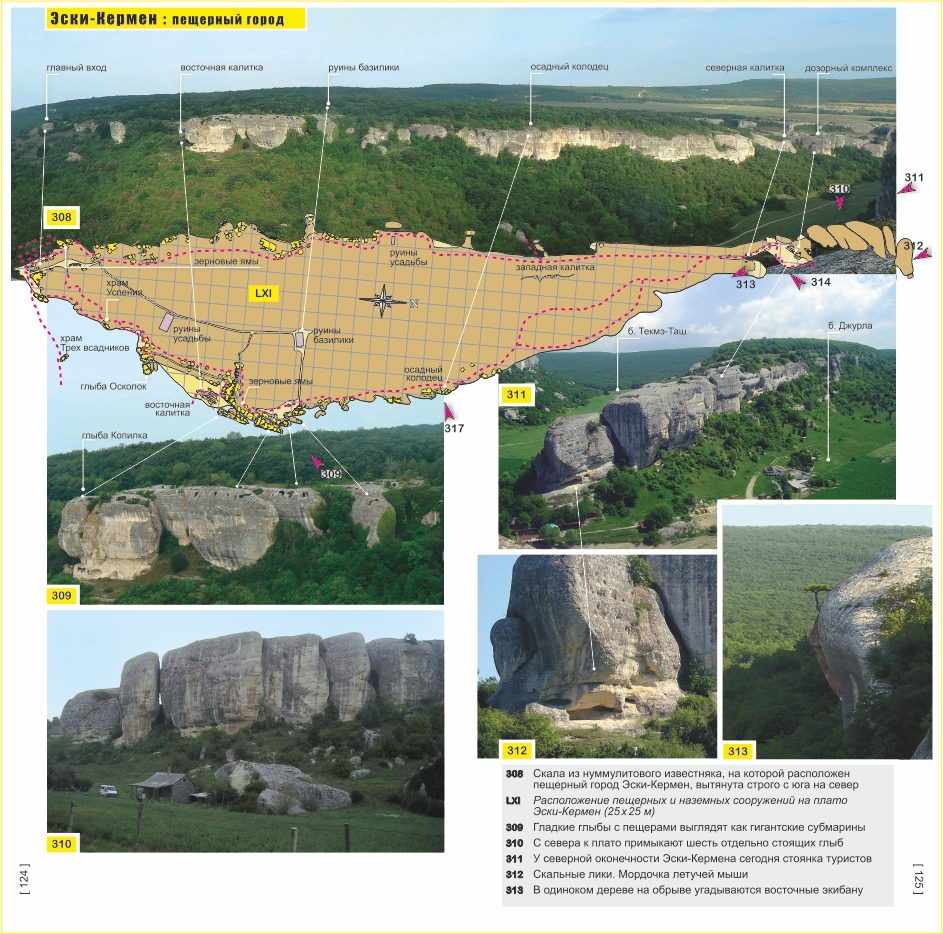 Эски-Кермен : пещерный город
главный вход
восточная калитка
руины базилики
осадный колодец
северная калитка
дозорный комплекс
311
310
308
312
зерновые ямы
руины
усадьбы
западная калитка
храм
Успения
LXI
N
313
314
руины
усадьбы
руины
базилики
б. Текмэ-Таш
б. Джурла
храм
Трех всадников
глыба Осколок
зерновые ямы
осадный
колодец
311
восточная
калитка
317
глыба Копилка
309
309
312
313
310
308 Скала из нуммулитового известняка, на которой расположен
пещерный город Эски-Кермен, вытянута строго с юга на север
LXI Расположение пещерных и наземных сооружений на плато
Эски-Кермен (25 x 25 м)
309 Гладкие глыбы с пещерами выглядят как гигантские субмарины
310 С севера к плато примыкают шесть отдельно стоящих глыб
311 У северной оконечности Эски-Кермена сегодня стоянка туристов
312 Скальные лики. Мордочка летучей мыши
313 В одиноком дереве на обрыве угадываются восточные экибану
[ 124 ]
[ 125 ]